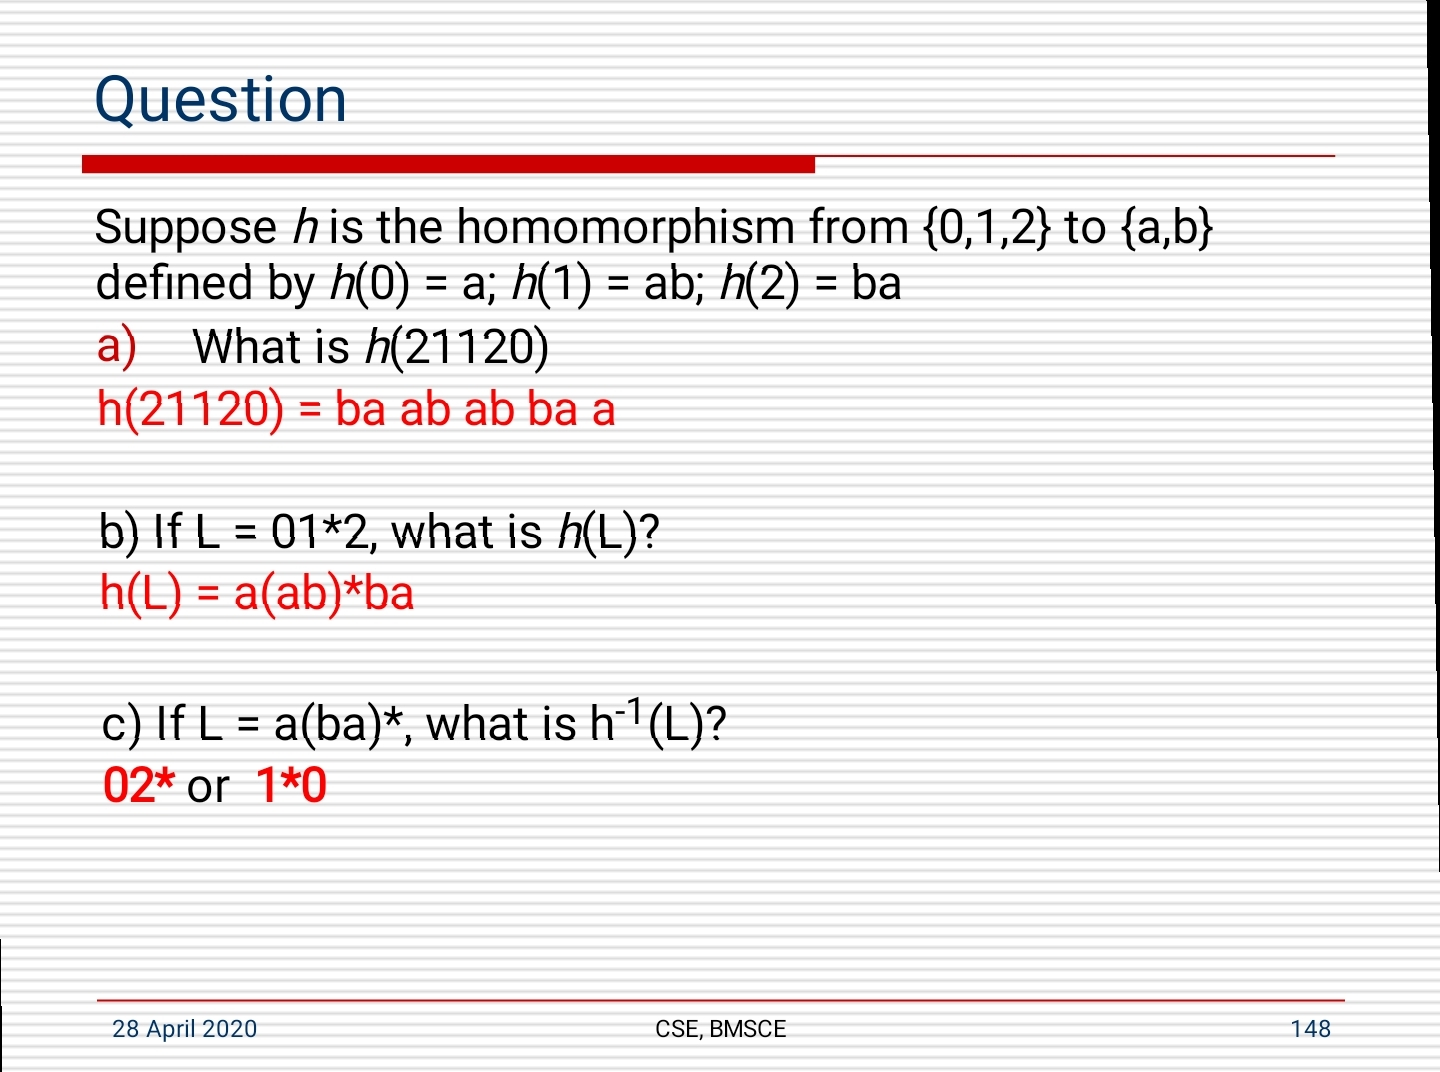 Question
Suppose h is the homomorphism from {0,1,2} to {a,b}
defined by h(0) = a; h(1) = ab; h(2) = ba
a) What is h(21120)
h(21120) = ba ab ab ba a
b) If L = 01*2, what is h(L)?
h(L) = a(ab)*ba
c) If L = a(ba)*, what is h⁻¹(L)?
02* or 1*0
28 April 2020 CSE, BMSCE 148